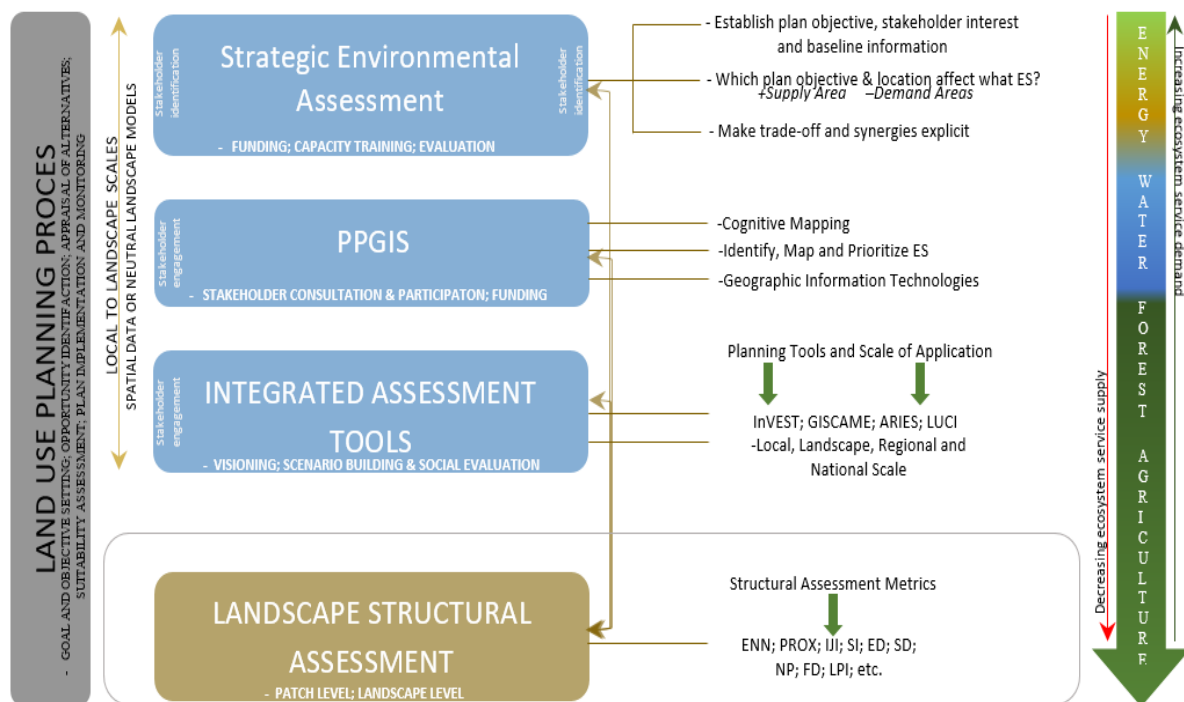 LAND USE PLANNING PROCES
- GOAL AND OBJECTIVE SETTING; OPPORTUNITY IDENTIFACTION; APPRAISAL OF ALTERNATIVES;
SUITABILITY ASSESSMENT; PLAN IMPLEMENTATION AND MONITORING
LOCAL TO LANDSCAPE SCALES
SPATIAL DATA OR NEUTRAL LANDSCAPE MODELS
Stakeholder
identification
Strategic Environmental
Assessment
Stakeholder
identification
- FUNDING; CAPACITY TRAINING; EVALUATION
- Establish plan objective, stakeholder interest
and baseline information
- Which plan objective & location affect what ES?
+Supply Area –Demand Areas
- Make trade-off and synergies explicit
Stakeholder
engagement
PPGIS
- STAKEHOLDER CONSULTATION & PARTICIPATON; FUNDING
-Cognitive Mapping
-Identify, Map and Prioritize ES
-Geographic Information Technologies
Stakeholder
engagement
INTEGRATED ASSESSMENT
TOOLS
- VISIONING; SCENARIO BUILDING & SOCIAL EVALUATION
Planning Tools and Scale of Application
InVEST; GISCAME; ARIES; LUCI
-Local, Landscape, Regional and
National Scale
LANDSCAPE STRUCTURAL
ASSESSMENT
- PATCH LEVEL; LANDSCAPE LEVEL
Structural Assessment Metrics
ENN; PROX; IJI; SI; ED; SD;
NP; FD; LPI; etc.
Decreasing ecosystem service supply
ENERGY WATER FOREST AGRICULTURE
Increasing ecosystem service demand